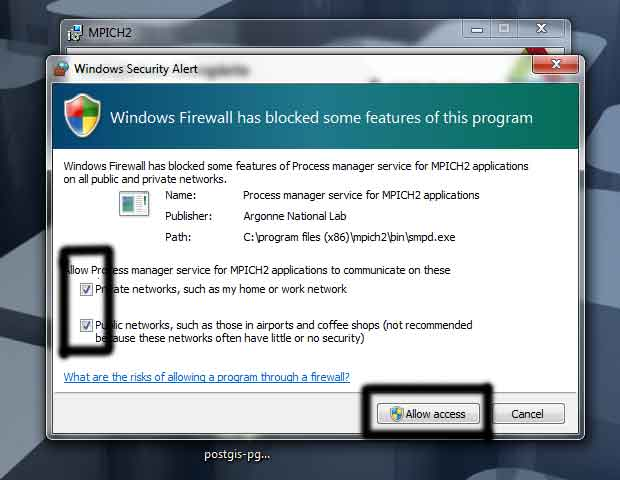 MPICH2
Windows Security Alert
Windows Firewall has blocked some features of this program
Windows Firewall has blocked some features of Process manager service for MPICH2 applications
on all public and private networks.
Name: Process manager service for MPICH2 applications
Publisher: Argonne National Lab
Path: C:\program files (x86)\mpich2\bin\smpd.exe
Allow Process manager service for MPICH2 applications to communicate on these
Private networks, such as my home or work network
Public networks, such as those in airports and coffee shops (not recommended
because these networks often have little or no security)
What are the risks of allowing a program through a firewall?
Allow access Cancel
postgis-pg...